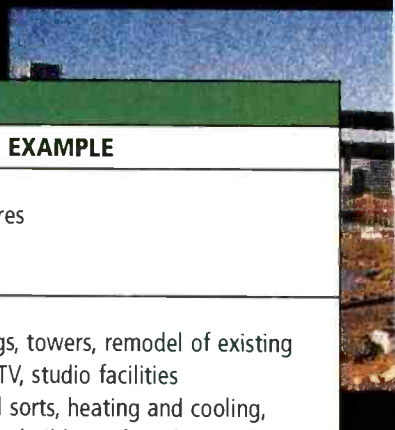 EXAMPLE
res
gs, towers, remodel of existing
TV, studio facilities
l sorts, heating and cooling,